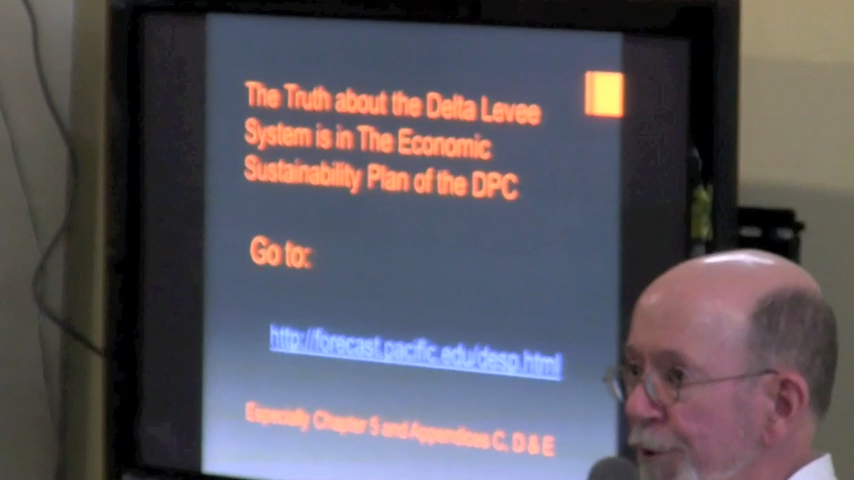 The Truth about the Delta Levee
System is in The Economic
Sustainability Plan of the DPC
Go to:
http://forecast.pacific.edu/desp.html
Especially Chapter 5 and Appendices C, D & E